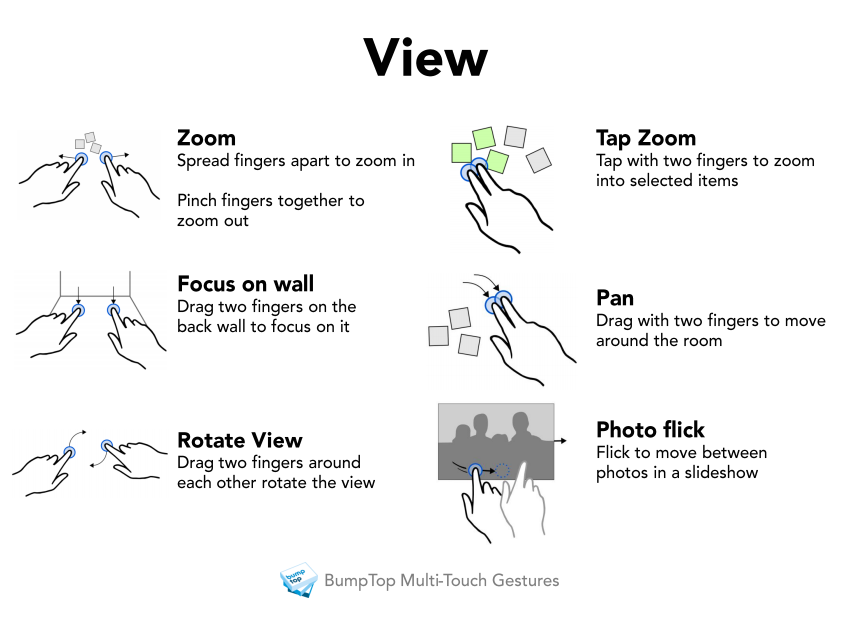 View
Zoom
Spread fingers apart to zoom in
Pinch fingers together to
zoom out
Tap Zoom
Tap with two fingers to zoom
into selected items
Focus on wall
Drag two fingers on the
back wall to focus on it
Pan
Drag with two fingers to move
around the room
Rotate View
Drag two fingers around
each other rotate the view
Photo flick
Flick to move between
photos in a slideshow
bump
top
BumpTop Multi-Touch Gestures